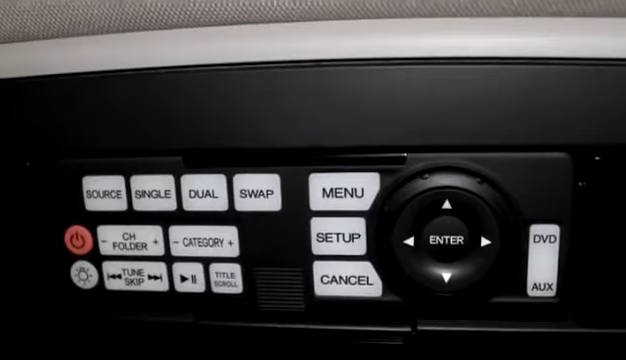 SOURCE SINGLE DUAL SWAP
MENU
- CH FOLDER +
- CATEGORY +
SETUP
ENTER
DVD
TUNE SKIP
TITLE SCROLL
CANCEL
AUX